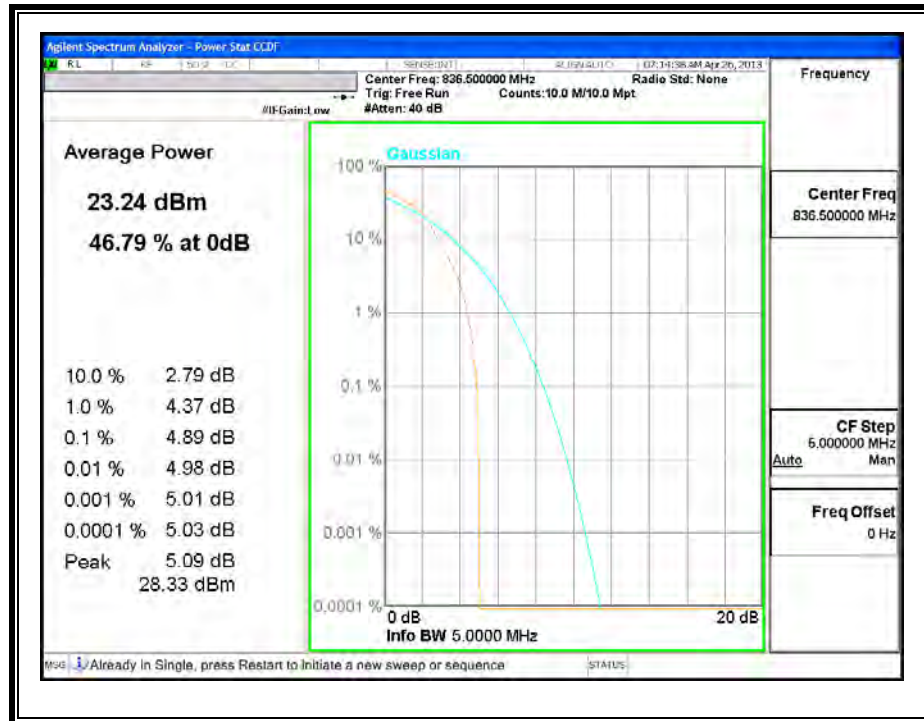 Agilent Spectrum Analyzer - Power Stat CCDF
RL RF 50 Ω DC SENSE:INT ALIGN AUTO 07:14:38 AM Apr 26, 2013
Center Freq: 836.500000 MHz Radio Std: None
Trig: Free Run Counts:10.0 M/10.0 Mpt
#IFGain:Low #Atten: 40 dB
Frequency
Average Power
23.24 dBm
46.79 % at 0dB
10.0 % 2.79 dB
1.0 % 4.37 dB
0.1 % 4.89 dB
0.01 % 4.98 dB
0.001 % 5.01 dB
0.0001 % 5.03 dB
Peak 5.09 dB
28.33 dBm
Gaussian
100 %
10 %
1 %
0.1 %
0.01 %
0.001 %
0.0001 %
0 dB 20 dB
Info BW 5.0000 MHz
Center Freq
836.500000 MHz
CF Step
5.000000 MHz
Auto Man
Freq Offset
0 Hz
MSG Already in Single, press Restart to initiate a new sweep or sequence STATUS